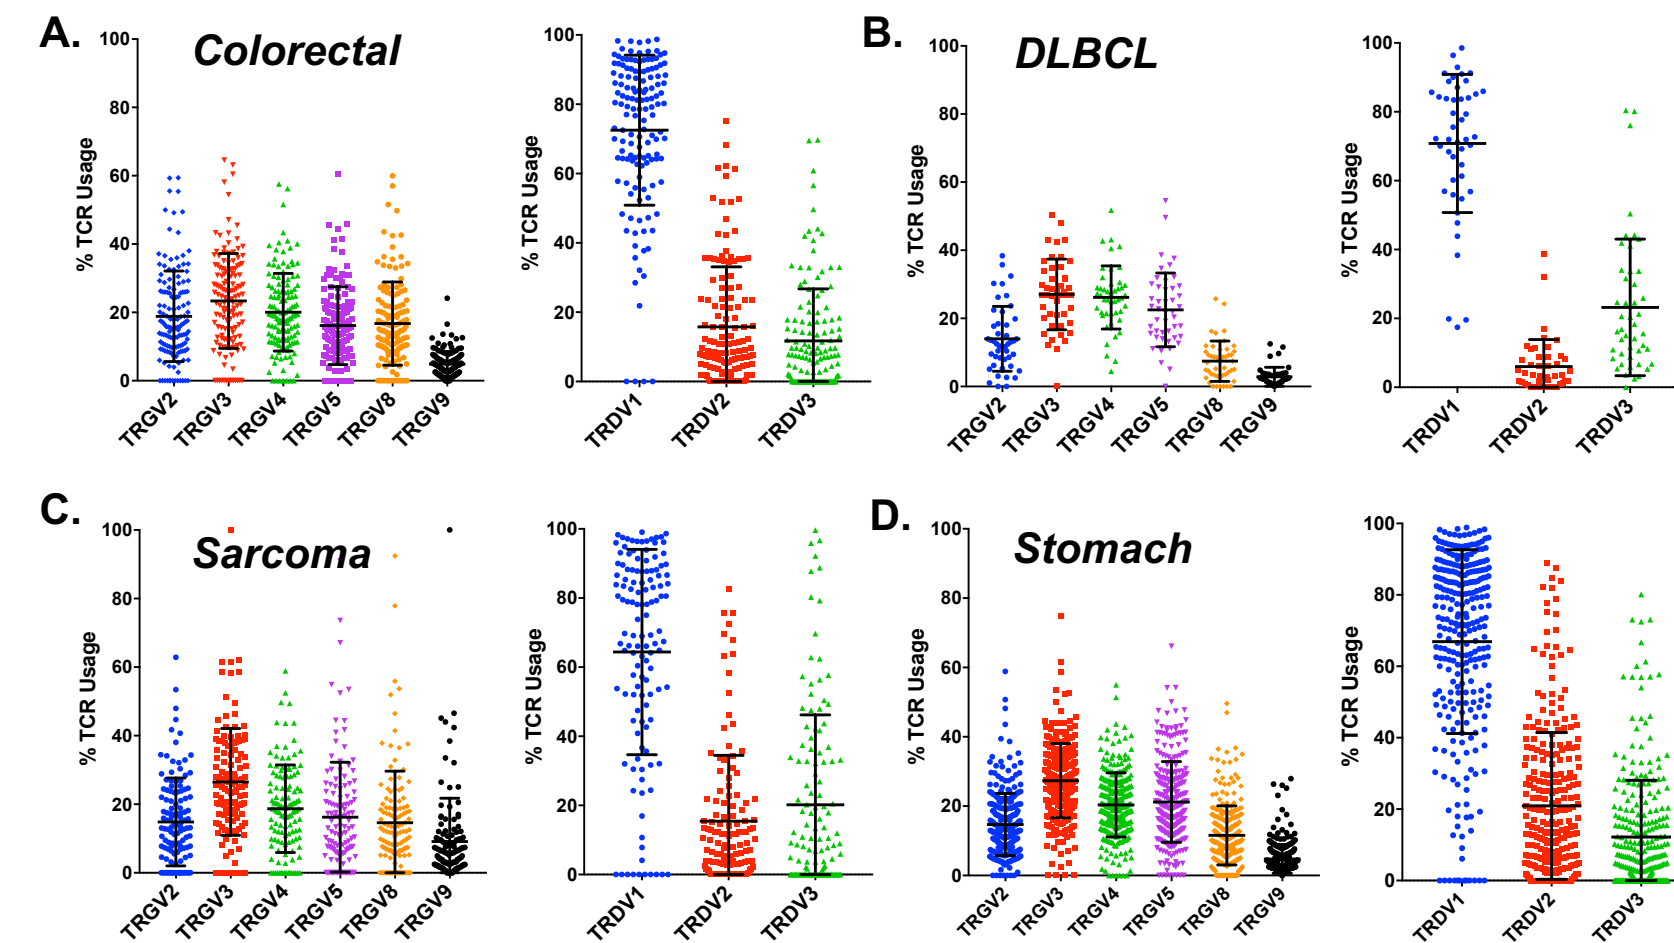 A.
Colorectal
% TCR Usage
100
80
60
40
20
0
TRGV2
TRGV3
TRGV4
TRGV5
TRGV8
TRGV9
% TCR Usage
100
80
60
40
20
0
TRDV1
TRDV2
TRDV3
B.
DLBCL
% TCR Usage
100
80
60
40
20
0
TRGV2
TRGV3
TRGV4
TRGV5
TRGV8
TRGV9
% TCR Usage
100
80
60
40
20
0
TRDV1
TRDV2
TRDV3
C.
Sarcoma
% TCR Usage
100
80
60
40
20
0
TRGV2
TRGV3
TRGV4
TRGV5
TRGV8
TRGV9
% TCR Usage
100
80
60
40
20
0
TRDV1
TRDV2
TRDV3
D.
Stomach
% TCR Usage
100
80
60
40
20
0
TRGV2
TRGV3
TRGV4
TRGV5
TRGV8
TRGV9
% TCR Usage
100
80
60
40
20
0
TRDV1
TRDV2
TRDV3